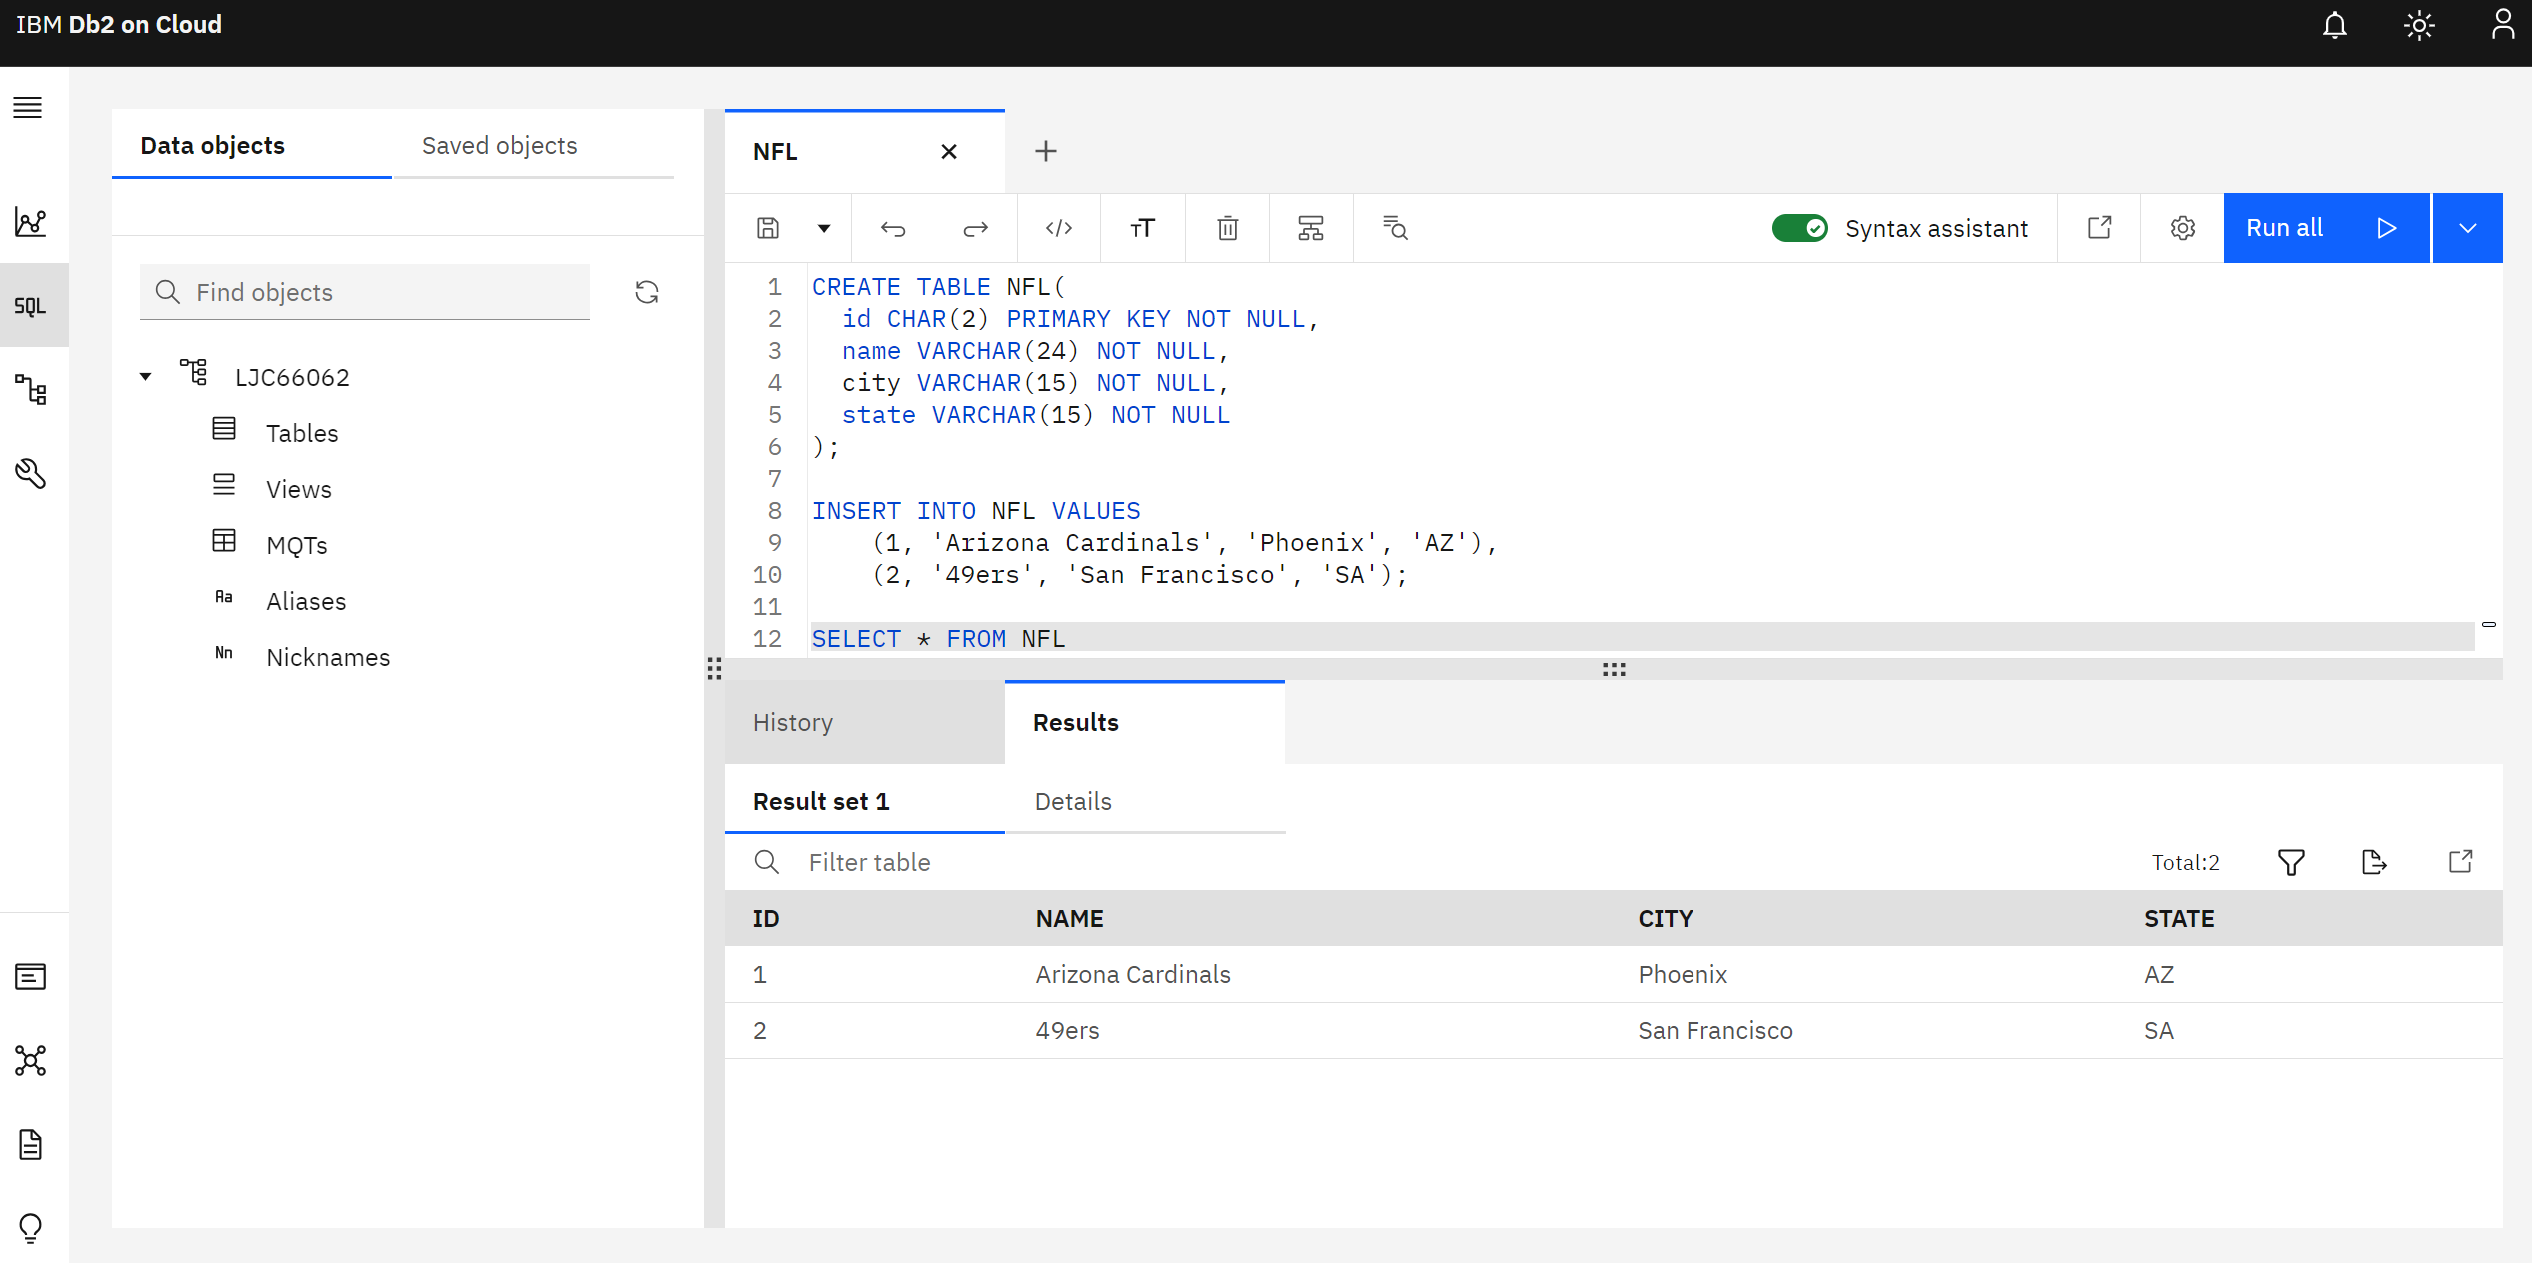 IBM Db2 on Cloud
Data objects
Saved objects
Find objects
LJC66062
Tables
Views
MQTs
Aa Aliases
Nn Nicknames
SQL
NFL
Syntax assistant
Run all
1 CREATE TABLE NFL(
2 id CHAR(2) PRIMARY KEY NOT NULL,
3 name VARCHAR(24) NOT NULL,
4 city VARCHAR(15) NOT NULL,
5 state VARCHAR(15) NOT NULL
6 );
7
8 INSERT INTO NFL VALUES
9 (1, 'Arizona Cardinals', 'Phoenix', 'AZ'),
10 (2, '49ers', 'San Francisco', 'SA');
11
12 SELECT * FROM NFL
History
Results
Result set 1
Details
Filter table
Total:2
ID NAME CITY STATE
1 Arizona Cardinals Phoenix AZ
2 49ers San Francisco SA